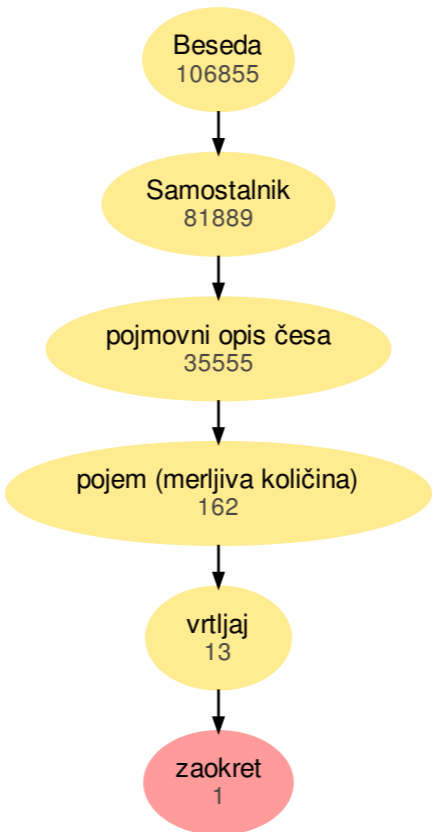 Beseda
106855
Samostalnik
81889
pojmovni opis česa
35555
pojem (merljiva količina)
162
vrtljaj
13
zaokret
1